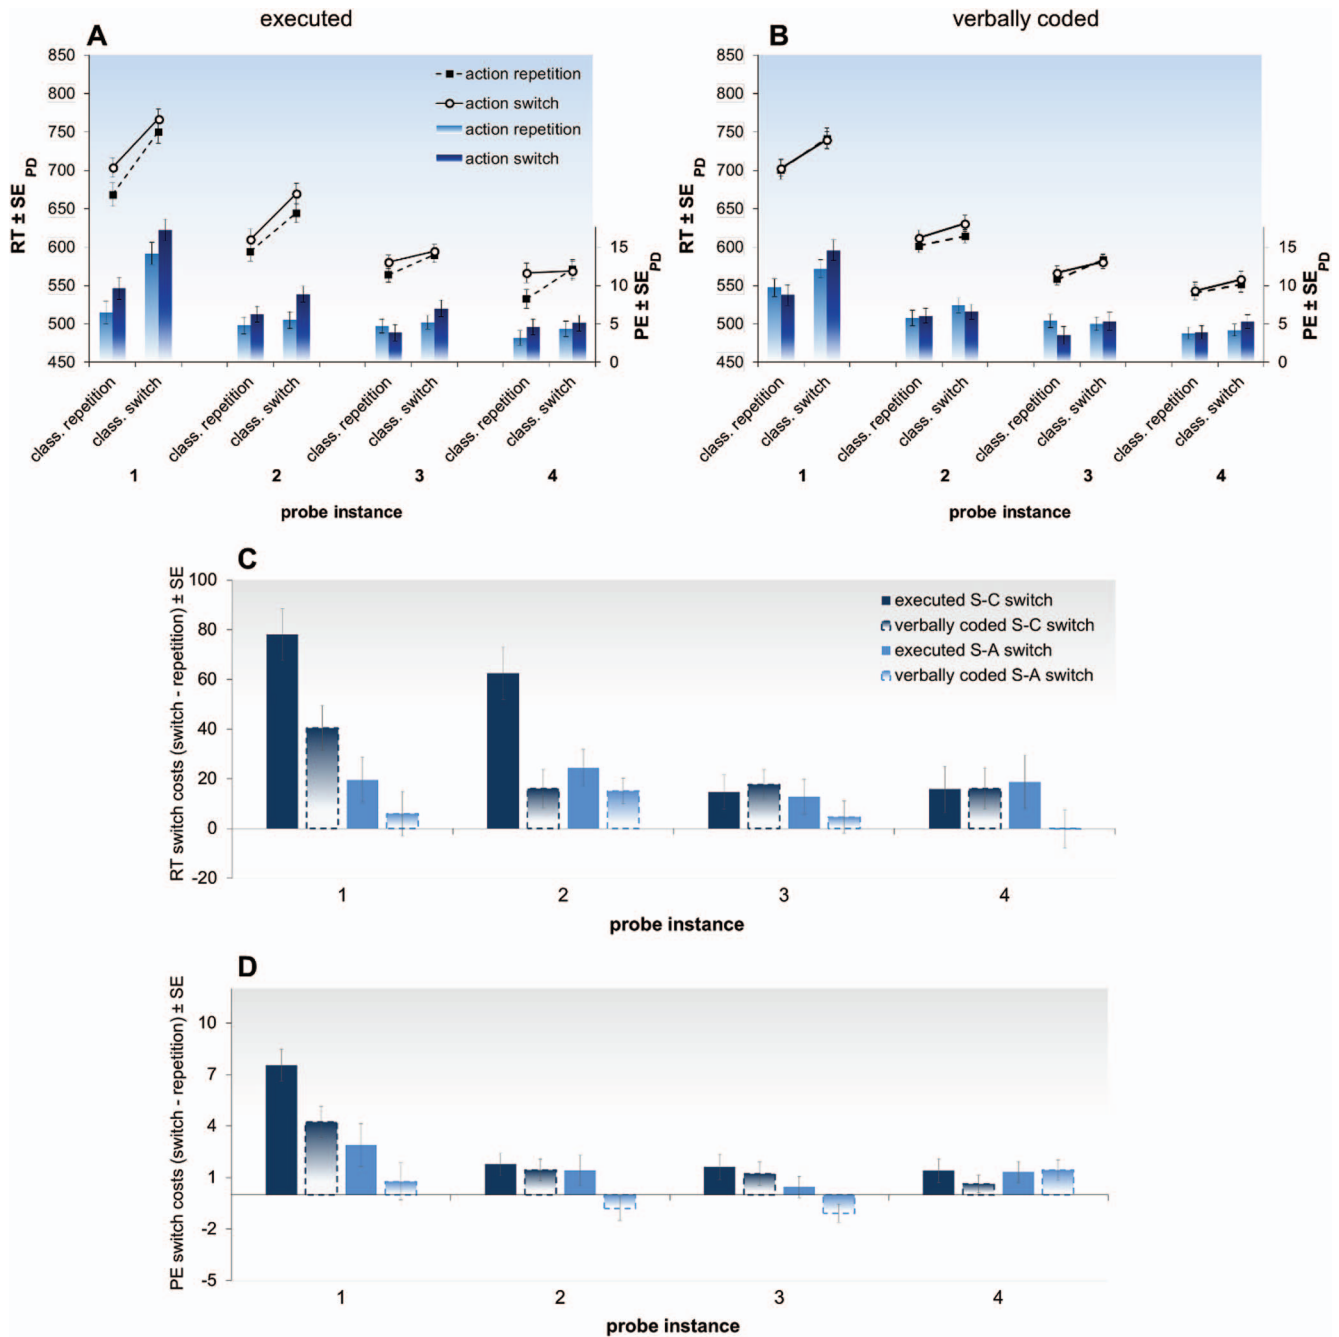 executed
verbally coded
A
B
850
800
750
700
650
600
550
500
450
RT ± SE PD
action repetition
action switch
action repetition
action switch
15
10
5
0
PE ± SE PD
class. repetition
class. switch
class. repetition
class. switch
class. repetition
class. switch
class. repetition
class. switch
1
2
3
4
probe instance
850
800
750
700
650
600
550
500
450
RT ± SE PD
15
10
5
0
PE ± SE PD
class. repetition
class. switch
class. repetition
class. switch
class. repetition
class. switch
class. repetition
class. switch
1
2
3
4
probe instance
C
100
80
60
40
20
0
-20
RT switch costs (switch - repetition) ± SE
executed S-C switch
verbally coded S-C switch
executed S-A switch
verbally coded S-A switch
1
2
3
4
probe instance
D
10
7
4
1
-2
-5
PE switch costs (switch - repetition) ± SE
1
2
3
4
probe instance